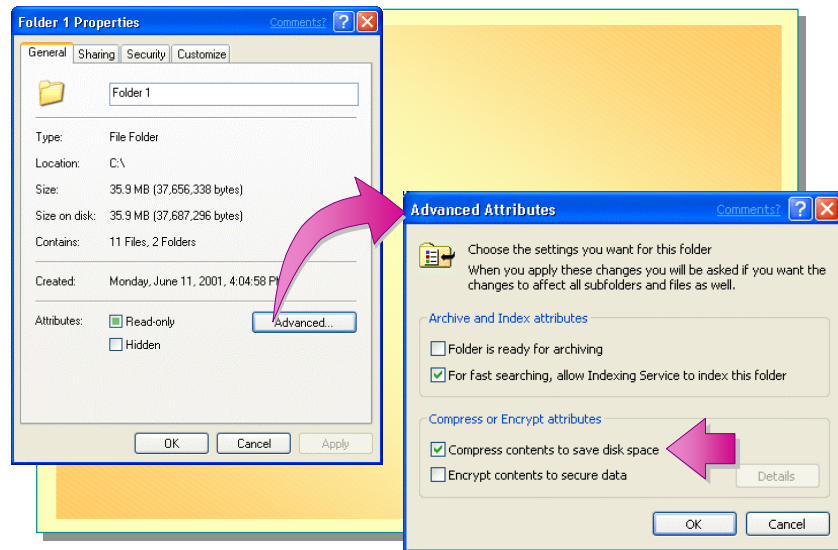 Folder 1 Properties
Comments?
General Sharing Security Customize
Folder 1
Type: File Folder
Location: C:\
Size: 35.9 MB (37,656,338 bytes)
Size on disk: 35.9 MB (37,687,296 bytes)
Contains: 11 Files, 2 Folders
Created: Monday, June 11, 2001, 4:04:58
Attributes: Read-only Advanced...
Hidden
OK Cancel Apply
Advanced Attributes
Comments?
Choose the settings you want for this folder
When you apply these changes you will be asked if you want the
changes to affect all subfolders and files as well.
Archive and Index attributes
Folder is ready for archiving
For fast searching, allow Indexing Service to index this folder
Compress or Encrypt attributes
Compress contents to save disk space
Encrypt contents to secure data
Details
OK Cancel